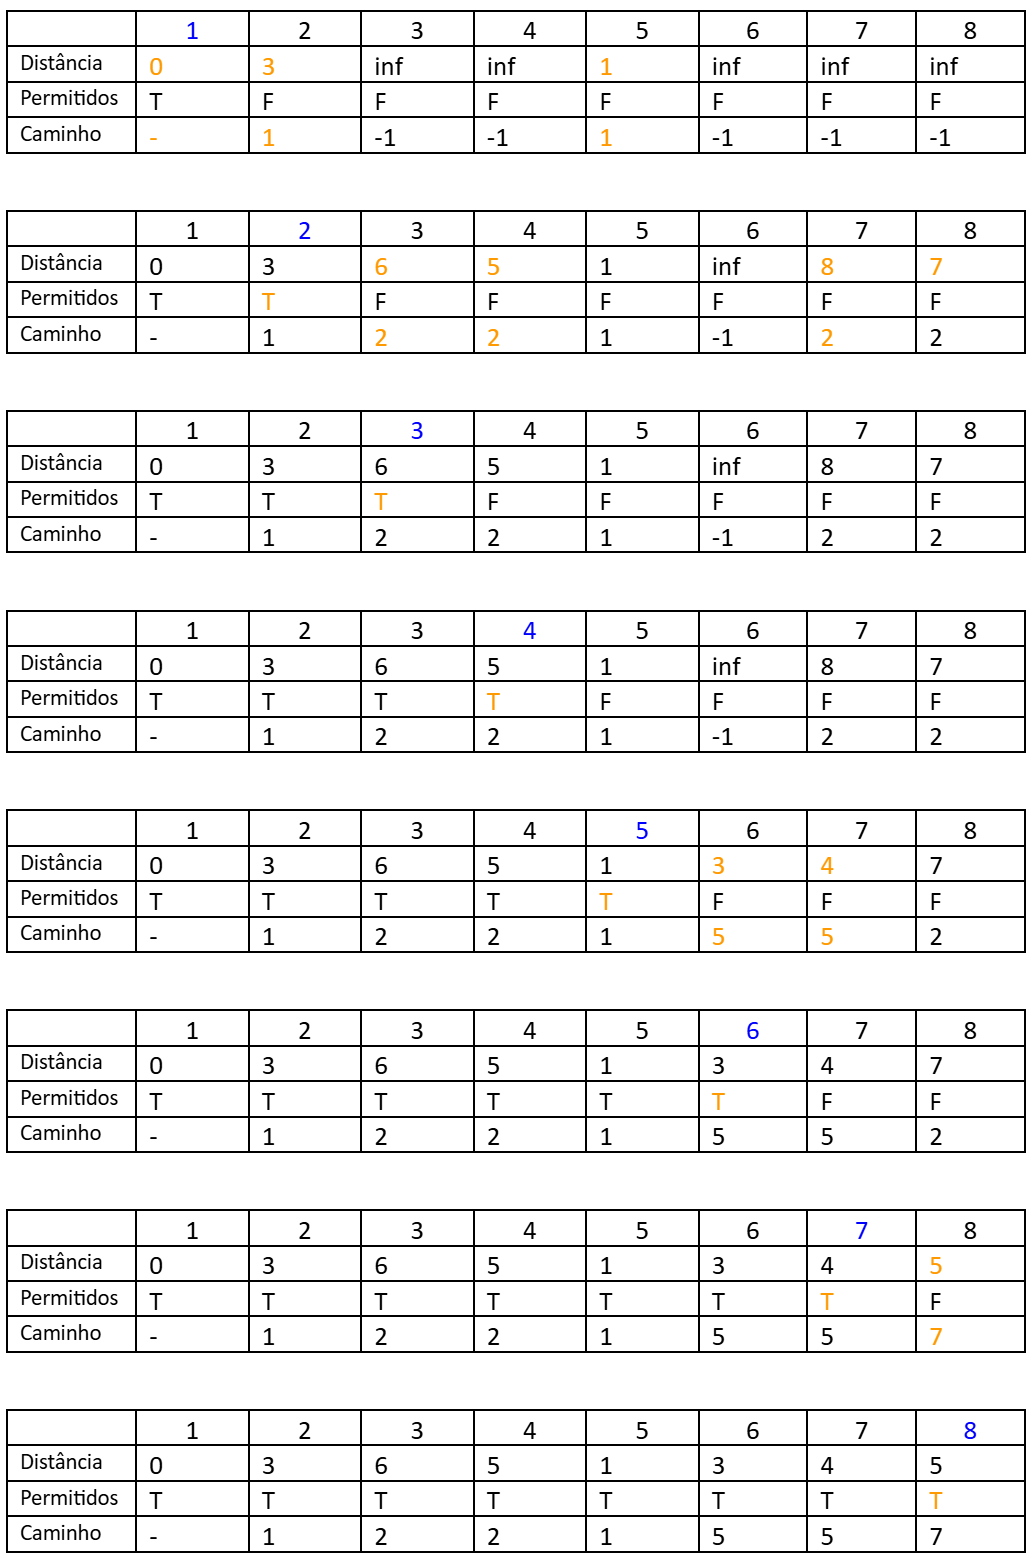 1 2 3 4 5 6 7 8
Distância 0 3 inf inf 1 inf inf inf
Permitidos T F F F F F F F
Caminho - 1 -1 -1 1 -1 -1 -1
1 2 3 4 5 6 7 8
Distância 0 3 6 5 1 inf 8 7
Permitidos T T F F F F F F
Caminho - 1 2 2 1 -1 2 2
1 2 3 4 5 6 7 8
Distância 0 3 6 5 1 inf 8 7
Permitidos T T T F F F F F
Caminho - 1 2 2 1 -1 2 2
1 2 3 4 5 6 7 8
Distância 0 3 6 5 1 inf 8 7
Permitidos T T T T F F F F
Caminho - 1 2 2 1 -1 2 2
1 2 3 4 5 6 7 8
Distância 0 3 6 5 1 3 4 7
Permitidos T T T T T F F F
Caminho - 1 2 2 1 5 5 2
1 2 3 4 5 6 7 8
Distância 0 3 6 5 1 3 4 7
Permitidos T T T T T T F F
Caminho - 1 2 2 1 5 5 2
1 2 3 4 5 6 7 8
Distância 0 3 6 5 1 3 4 5
Permitidos T T T T T T T F
Caminho - 1 2 2 1 5 5 7
1 2 3 4 5 6 7 8
Distância 0 3 6 5 1 3 4 5
Permitidos T T T T T T T T
Caminho - 1 2 2 1 5 5 7